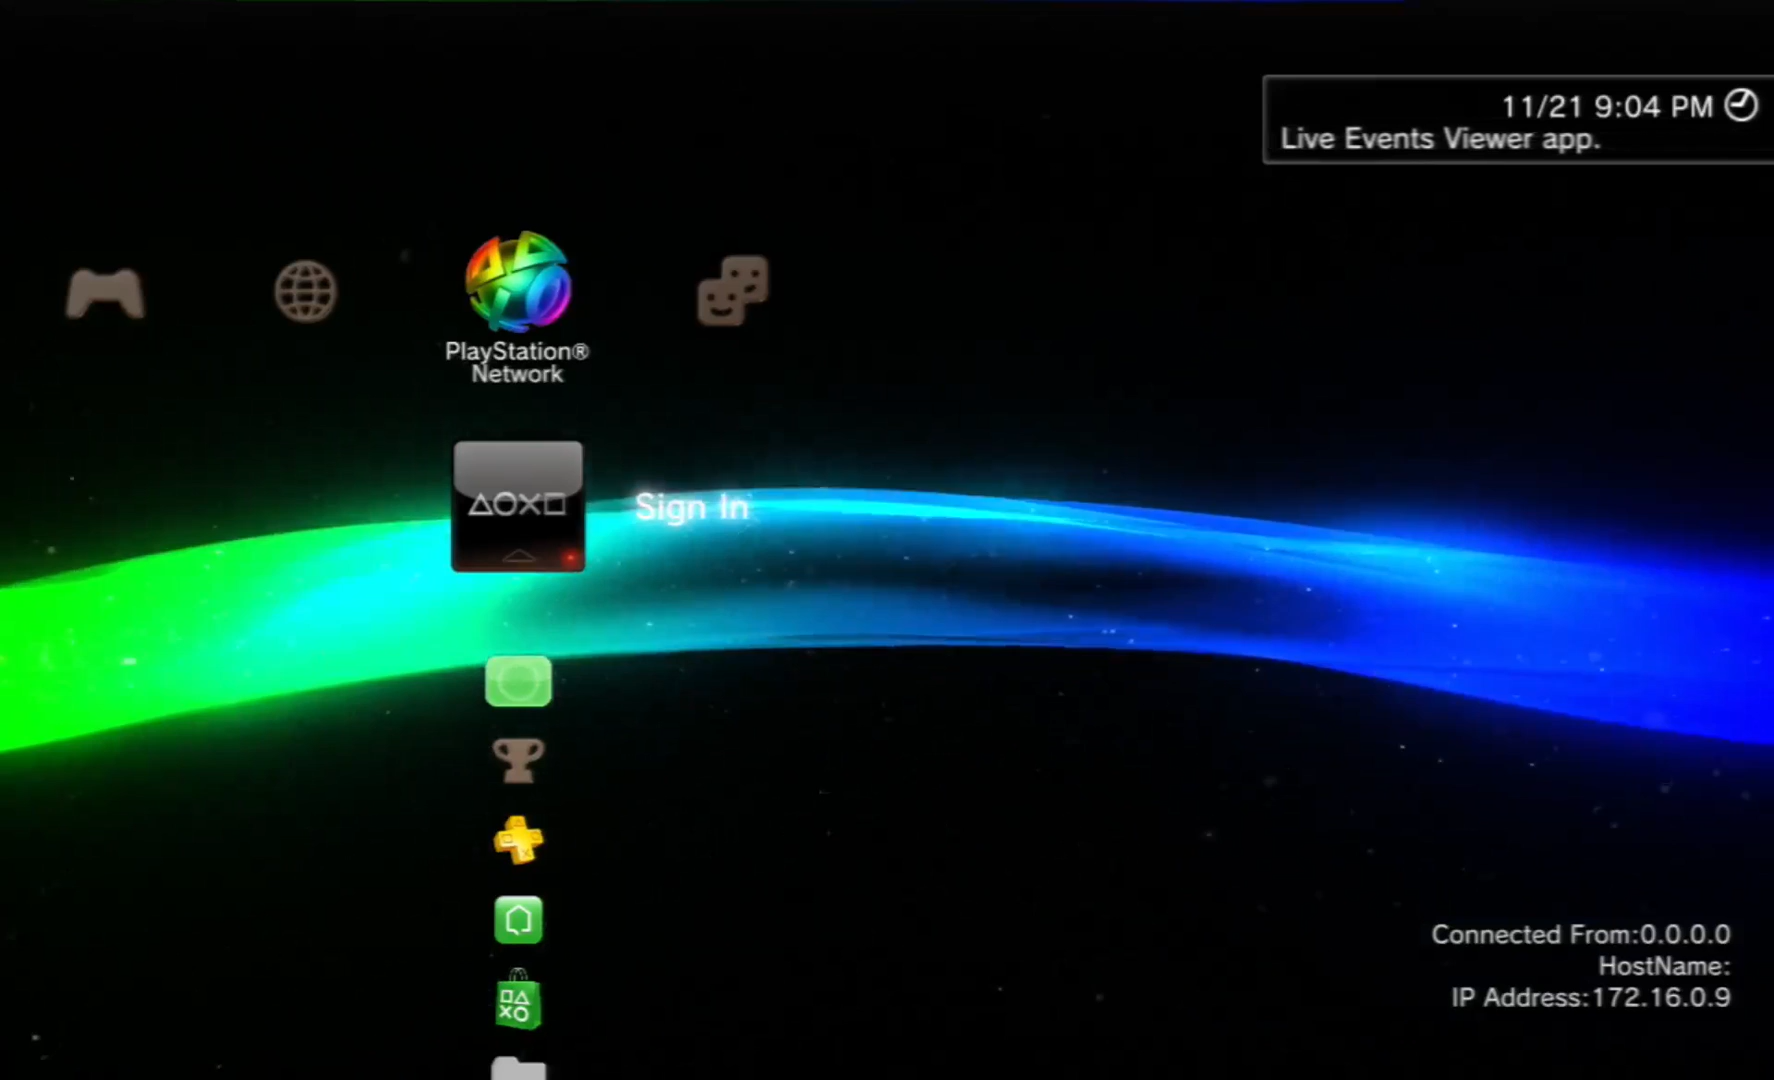 11/21 9:04 PM
Live Events Viewer app.
PlayStation®
Network
Sign In
Connected From:0.0.0.0
HostName:
IP Address:172.16.0.9